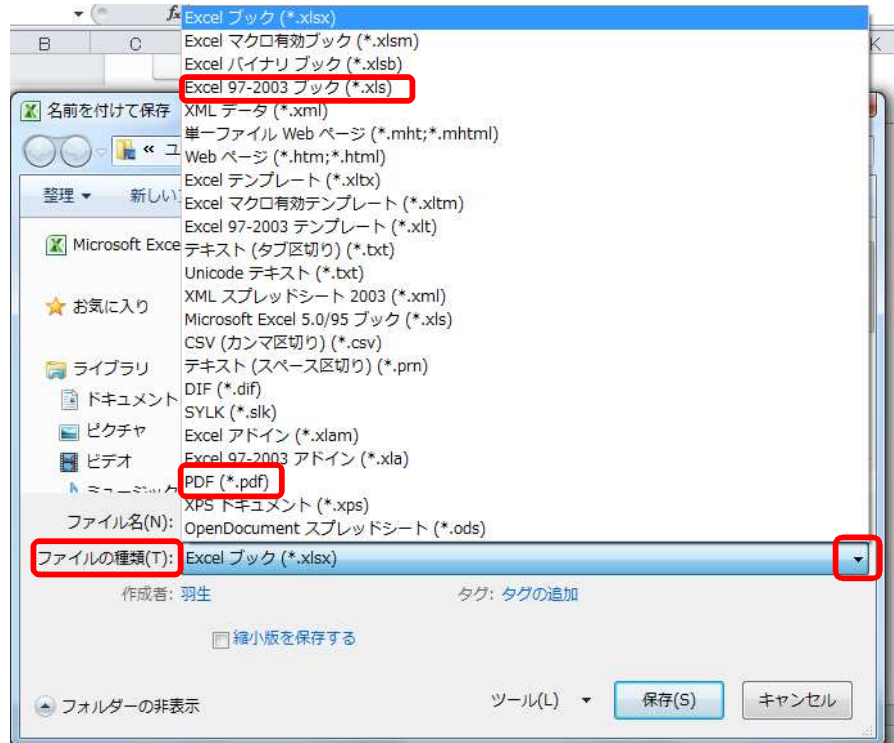 fx
Excel ブック (*.xlsx)
B C K
Excel マクロ有効ブック (*.xlsm)
Excel バイナリ ブック (*.xlsb)
Excel 97-2003 ブック (*.xls)
名前を付けて保存
XML データ (*.xml)
単一ファイル Web ページ (*.mht;*.mhtml)
« ユ
Web ページ (*.htm;*.html)
Excel テンプレート (*.xltx)
整理 新しい
Excel マクロ有効テンプレート (*.xltm)
Excel 97-2003 テンプレート (*.xlt)
Microsoft Exce
テキスト (タブ区切り) (*.txt)
Unicode テキスト (*.txt)
XML スプレッドシート 2003 (*.xml)
お気に入り
Microsoft Excel 5.0/95 ブック (*.xls)
CSV (カンマ区切り) (*.csv)
ライブラリ
テキスト (スペース区切り) (*.prn)
DIF (*.dif)
ドキュメント
SYLK (*.slk)
ピクチャ
Excel アドイン (*.xlam)
ビデオ
Excel 97-2003 アドイン (*.xla)
PDF (*.pdf)
ミュージック
XPS ドキュメント (*.xps)
ファイル名(N):
OpenDocument スプレッドシート (*.ods)
ファイルの種類(T): Excel ブック (*.xlsx)
作成者: 羽生 タグ: タグの追加
縮小版を保存する
フォルダーの非表示 ツール(L) 保存(S) キャンセル